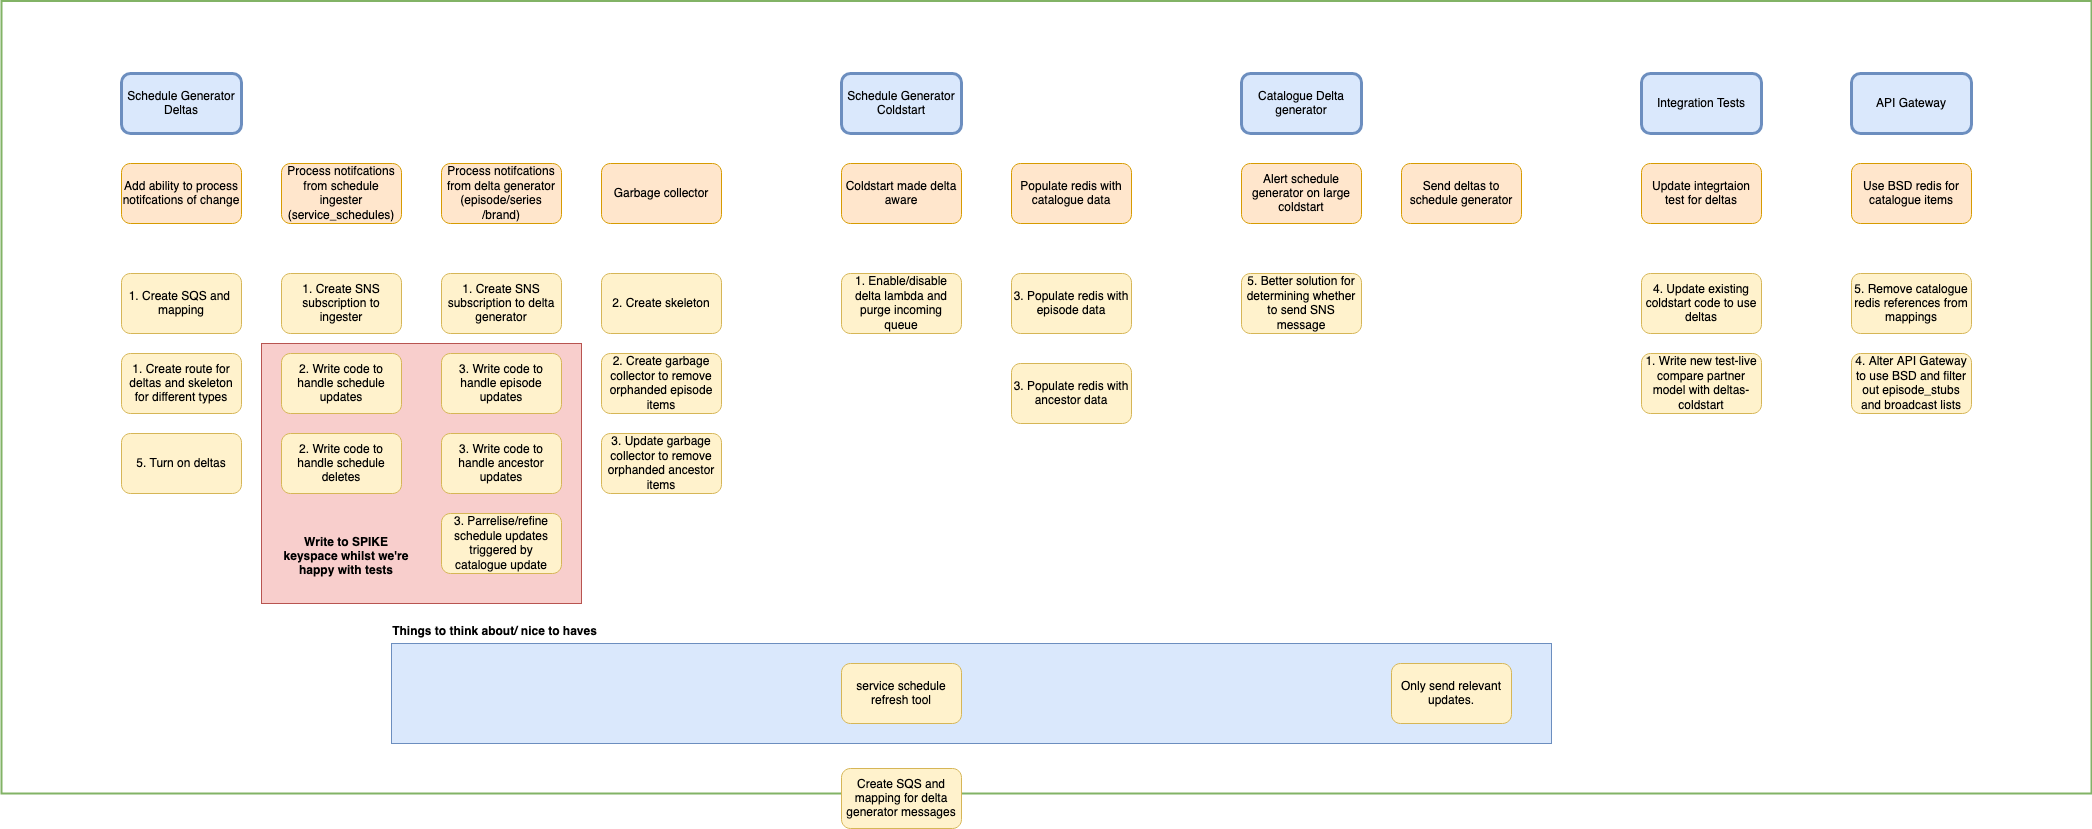 Schedule Generator
Deltas
Schedule Generator
Coldstart
Catalogue Delta
generator
Integration Tests
API Gateway
Add ability to process
notifcations of change
Process notifcations
from schedule
ingester
(service_schedules)
Process notifcations
from delta generator
(episode/series
/brand)
Garbage collector
Coldstart made delta
aware
Populate redis with
catalogue data
Alert schedule
generator on large
coldstart
Send deltas to
schedule generator
Update integrtaion
test for deltas
Use BSD redis for
catalogue items
1. Create SQS and
mapping
1. Create SNS
subscription to
ingester
1. Create SNS
subscription to delta
generator
2. Create skeleton
1. Enable/disable
delta lambda and
purge incoming
queue
3. Populate redis with
episode data
5. Better solution for
determining whether
to send SNS
message
4. Update existing
coldstart code to use
deltas
5. Remove catalogue
redis references from
mappings
1. Create route for
deltas and skeleton
for different types
2. Write code to
handle schedule
updates
3. Write code to
handle episode
updates
2. Create garbage
collector to remove
orphanded episode
items
3. Populate redis with
ancestor data
1. Write new test-live
compare partner
model with deltas-
coldstart
4. Alter API Gateway
to use BSD and filter
out episode_stubs
and broadcast lists
5. Turn on deltas
2. Write code to
handle schedule
deletes
3. Write code to
handle ancestor
updates
3. Update garbage
collector to remove
orphanded ancestor
items
Write to SPIKE
keyspace whilst we're
happy with tests
3. Parrelise/refine
schedule updates
triggered by
catalogue update
Things to think about/ nice to haves
service schedule
refresh tool
Only send relevant
updates.
Create SQS and
mapping for delta
generator messages